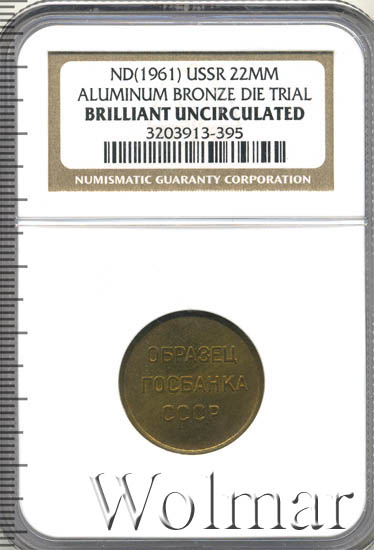 ND(1961) USSR 22MM
ALUMINUM BRONZE DIE TRIAL
BRILLIANT UNCIRCULATED
3203913-395
NUMISMATIC GUARANTY CORPORATION
ОБРАЗЕЦ
ГОСБАНКА
СССР
Wolmar